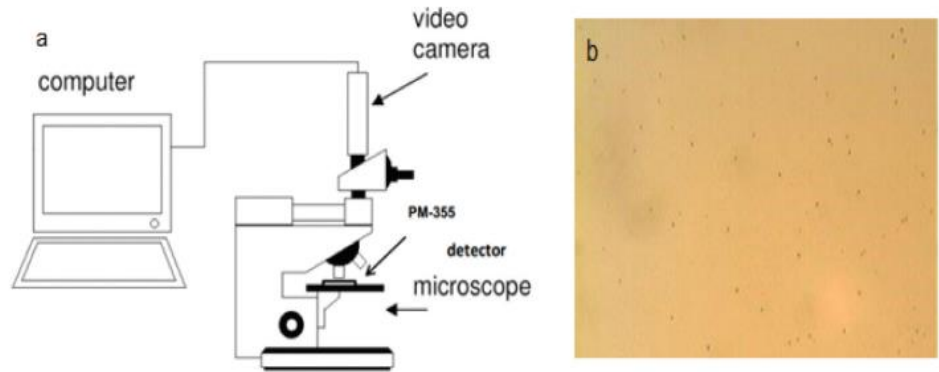 a
computer
video
camera
PM-355
detector
microscope
b